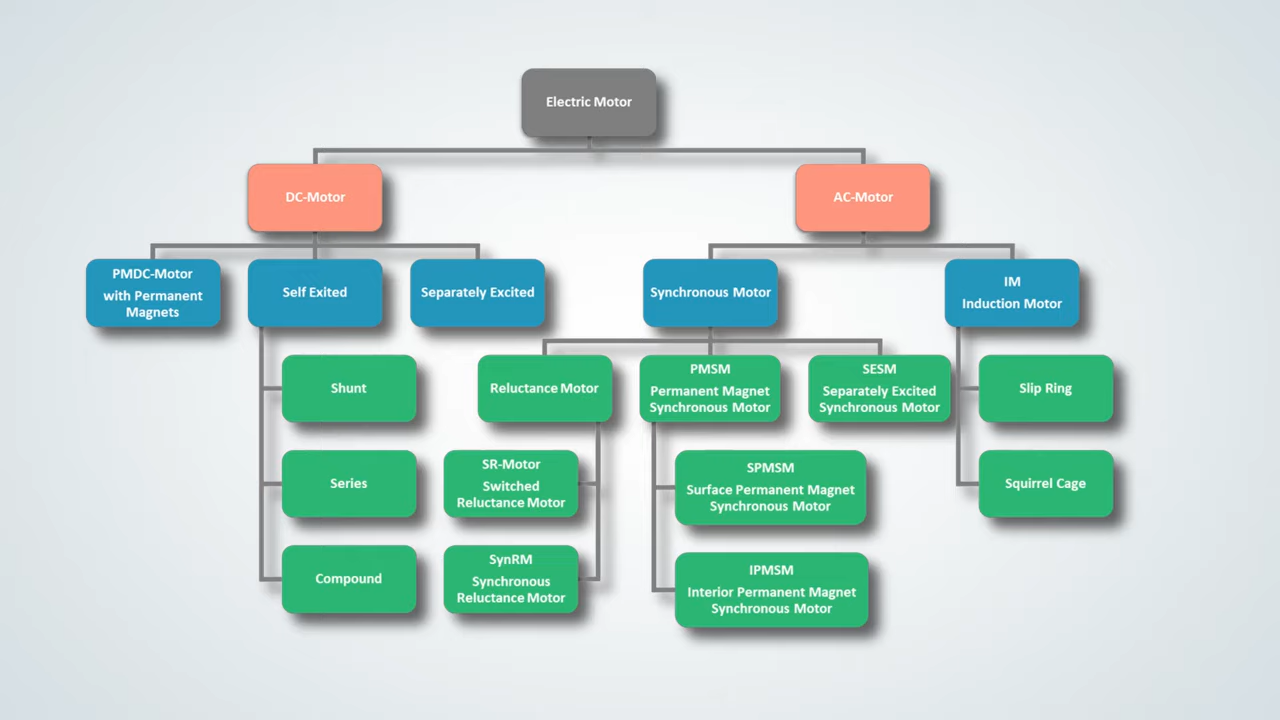 Electric Motor
DC-Motor
AC-Motor
PMDC-Motor
with Permanent
Magnets
Self Exited
Separately Excited
Synchronous Motor
IM
Induction Motor
Shunt
Reluctance Motor
PMSM
Permanent Magnet
Synchronous Motor
SESM
Separately Excited
Synchronous Motor
Slip Ring
Series
SR-Motor
Switched
Reluctance Motor
SPMSM
Surface Permanent Magnet
Synchronous Motor
Squirrel Cage
Compound
SynRM
Synchronous
Reluctance Motor
IPMSM
Interior Permanent Magnet
Synchronous Motor